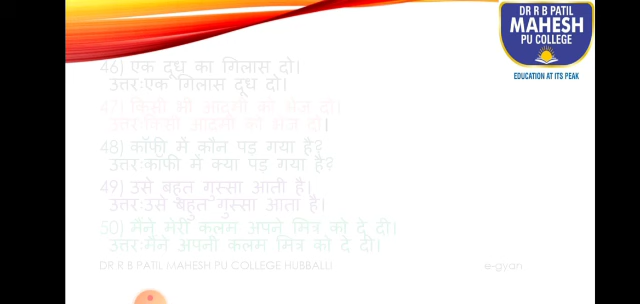 DR R B PATIL
MAHESH
PU COLLEGE
EDUCATION AT ITS PEAK
46) एक दूध का गिलास दो।
उत्तरःएक गिलास दूध दो।
47) किसी भी आदमी को भेज दो।
उत्तरःकिसी आदमी को भेज दो।
48) कॉफी में कौन पड़ गया है?
उत्तरःकॉफी में क्या पड़ गया है?
49) उसे बहुत गुस्सा आती है।
उत्तरःउसे बहुत गुस्सा आता है।
50) मैंने मेरी कलम अपने मित्र को दे दी।
उत्तरःमैंने अपनी कलम मित्र को दे दी।
DR R B PATIL MAHESH PU COLLEGE HUBBALLI e-gyan